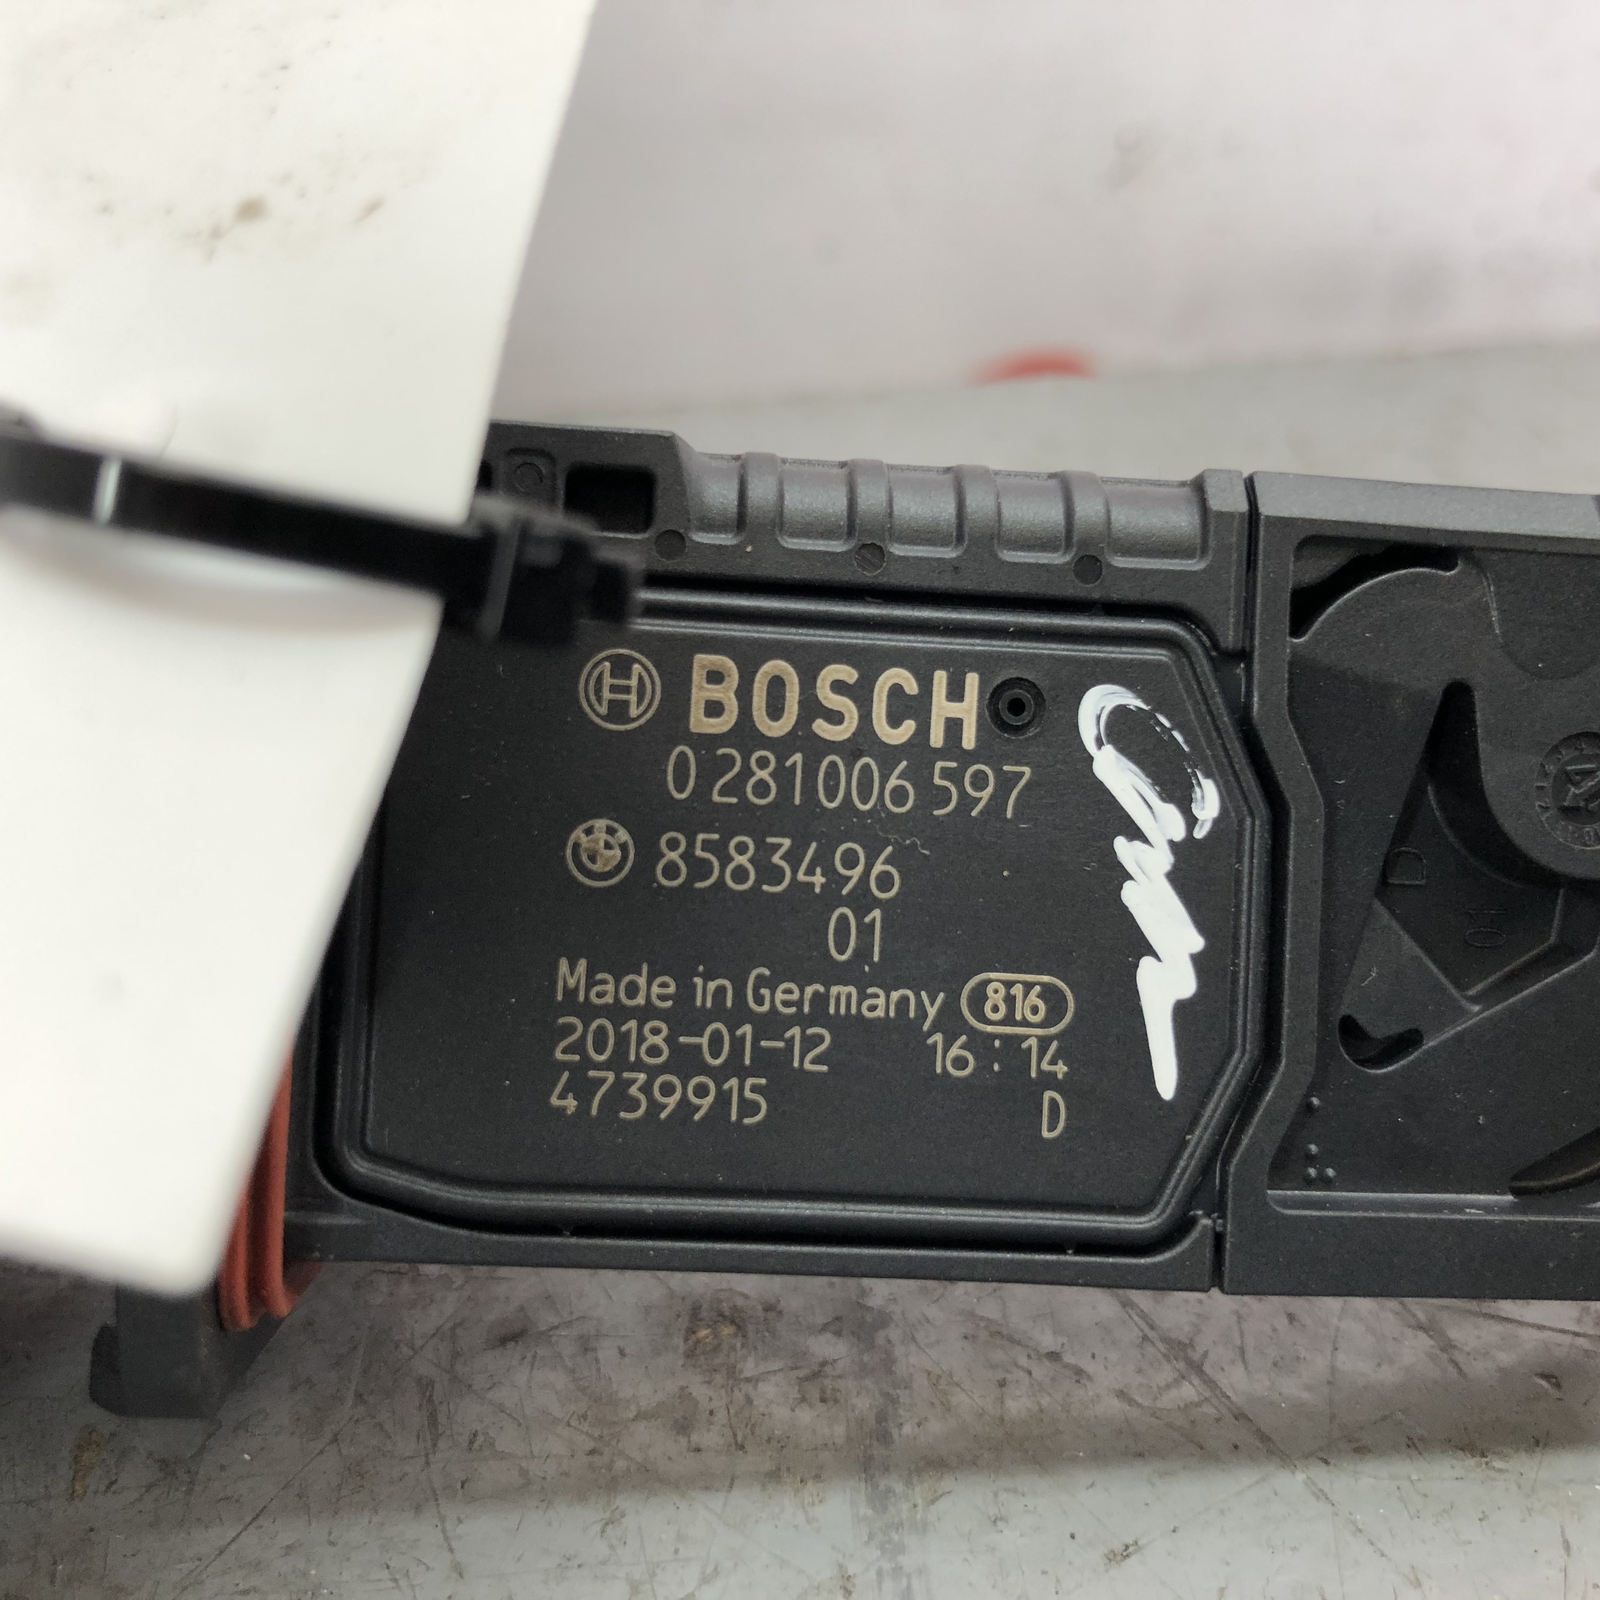 BOSCH
0 281 006 597
8583496
01
Made in Germany 816
2018-01-12 16:14
4739915 D